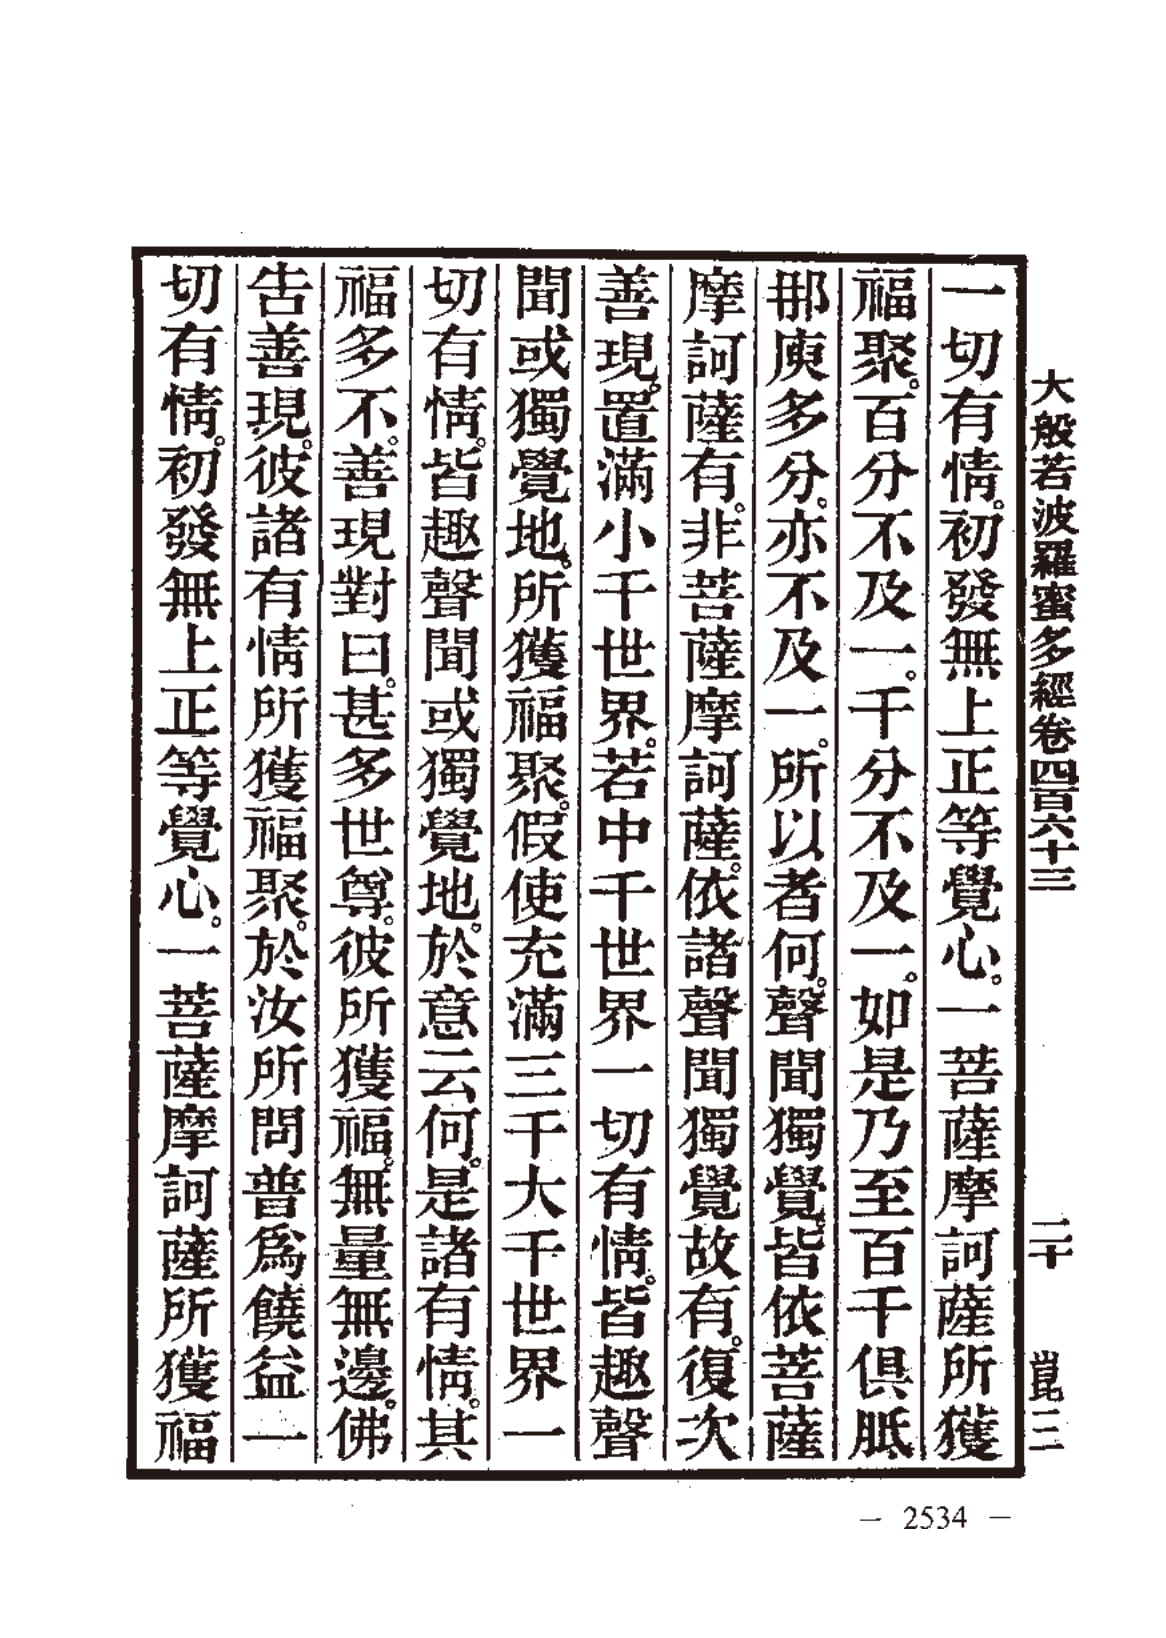 大般若波羅蜜多經卷四百六十三 二十 崑三
一切有情。初發無上正等覺心。一菩薩摩訶薩所獲
福聚。百分不及一。千分不及一。如是乃至百千俱胝
那庾多分。亦不及一。所以者何。聲聞獨覺。皆依菩薩
摩訶薩有。非菩薩摩訶薩。依諸聲聞獨覺故有。復次
善現。置滿小千世界。若中千世界一切有情。皆趣聲
聞或獨覺地。所獲福聚。假使充滿三千大千世界一
切有情。皆趣聲聞或獨覺地。於意云何。是諸有情。其
福多不。善現對曰。甚多世尊。彼所獲福。無量無邊。佛
告善現。彼諸有情所獲福聚。於汝所問普為饒益一
切有情。初發無上正等覺心。一菩薩摩訶薩所獲福
— 2534 —